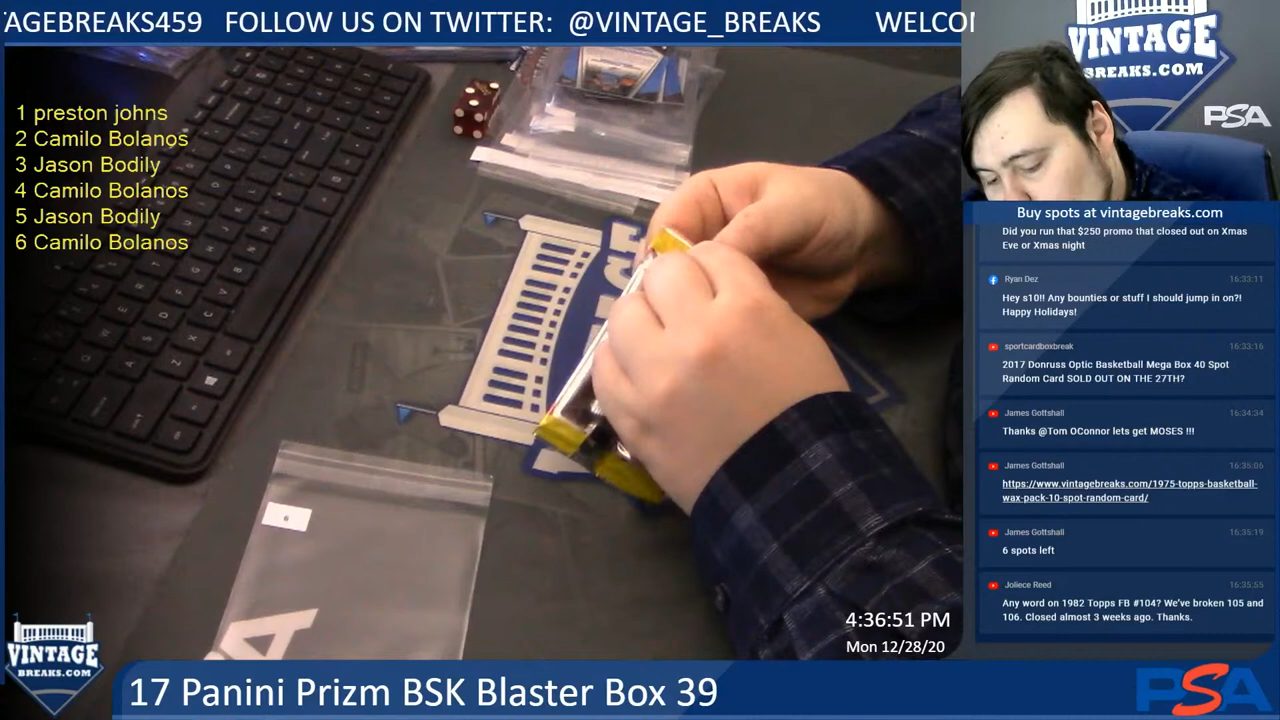 'AGEBREAKS459 FOLLOW US ON TWITTER: @VINTAGE_BREAKS WELCO
1 preston johns
2 Camilo Bolanos
3 Jason Bodily
4 Camilo Bolanos
5 Jason Bodily
6 Camilo Bolanos
6
VINTAGE
BREAKS.COM
PSA
Buy spots at vintagebreaks.com
Did you run that $250 promo that closed out on Xmas
Eve or Xmas night
Ryan Dez 16:33:11
Hey s10!! Any bounties or stuff I should jump in on?!
Happy Holidays!
sportcardboxbreak 16:33:16
2017 Donruss Optic Basketball Mega Box 40 Spot
Random Card SOLD OUT ON THE 27TH?
James Gottshall 16:34:34
Thanks @Tom OConnor lets get MOSES !!!
James Gottshall 16:35:06
https://www.vintagebreaks.com/1975-topps-basketball-
wax-pack-10-spot-random-card/
James Gottshall 16:35:19
6 spots left
Joliece Reed 16:35:55
Any word on 1982 Topps FB #104? We've broken 105 and
106. Closed almost 3 weeks ago. Thanks.
4:36:51 PM
Mon 12/28/20
VINTAGE
BREAKS.COM
17 Panini Prizm BSK Blaster Box 39
PSA